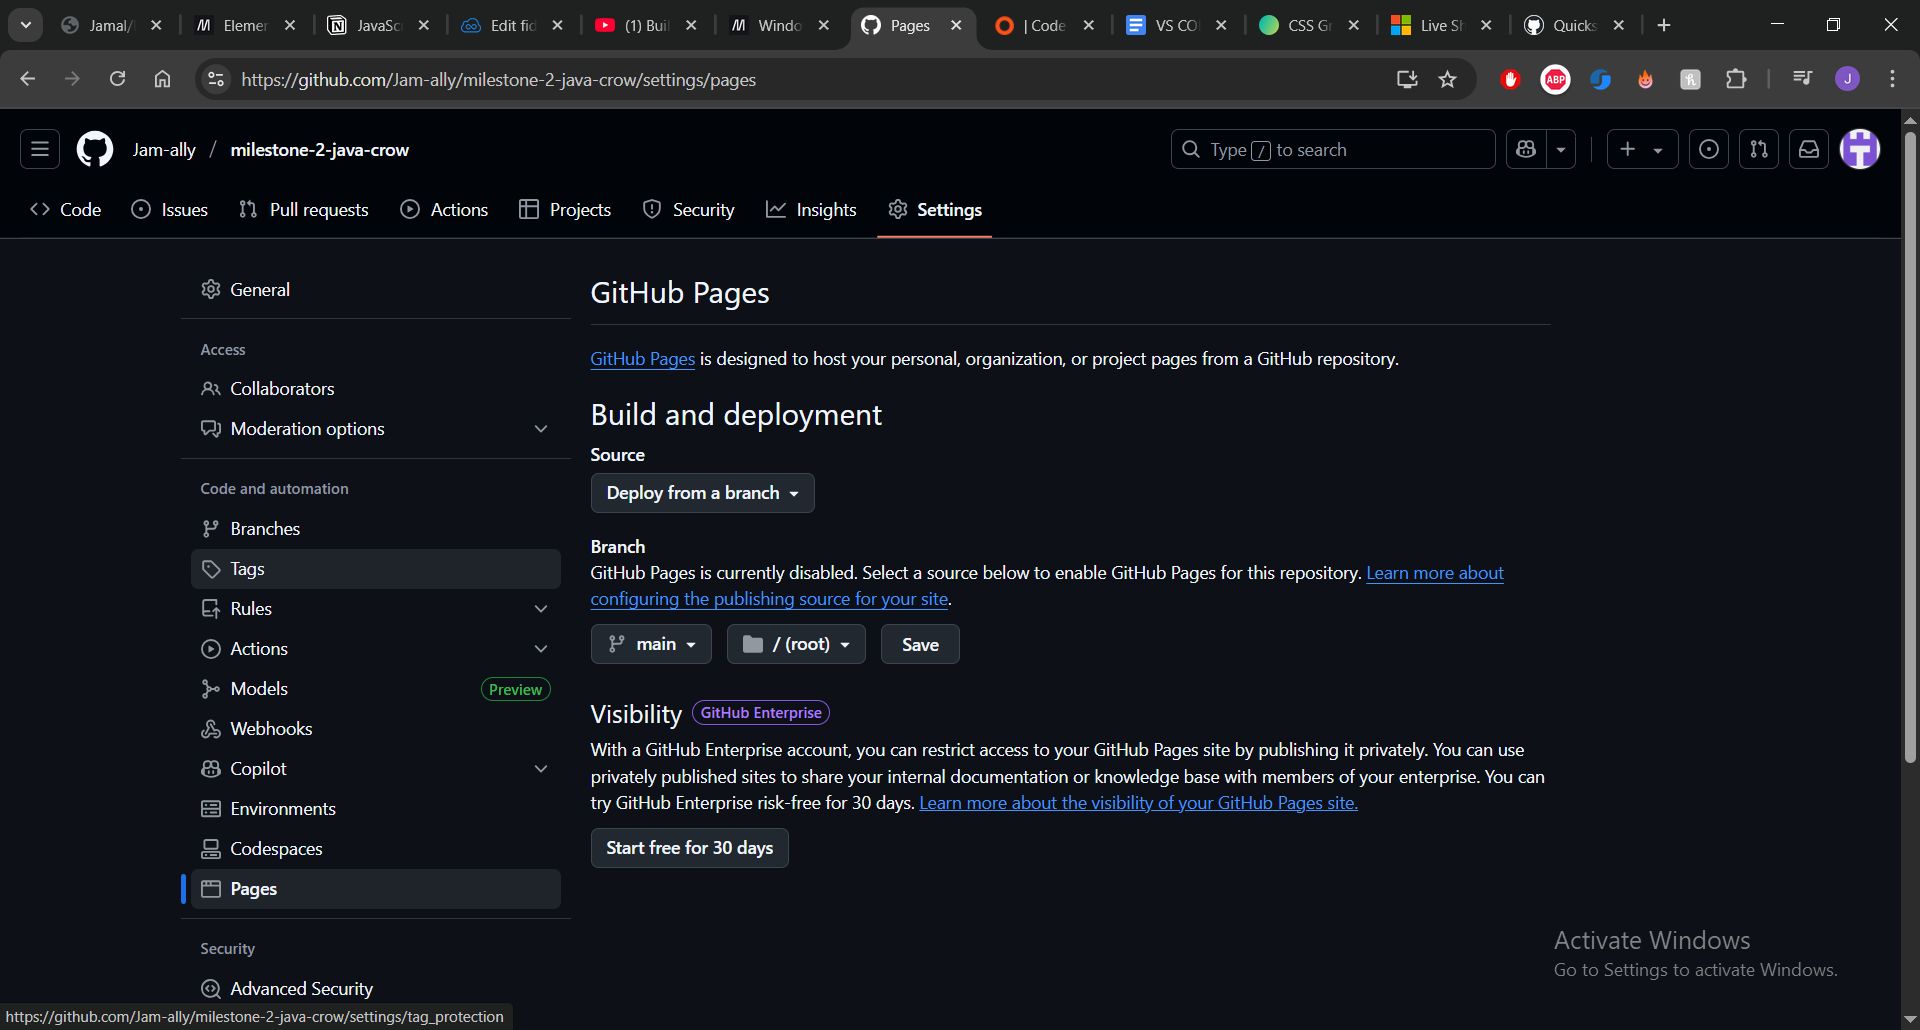 Jamal/
Elemer
JavaSc
Edit fid
(1) Buil
Windo
Pages
| Code
VS CO
CSS Gr
Live Sh
Quicks
https://github.com/Jam-ally/milestone-2-java-crow/settings/pages
ABP
J
Jam-ally / milestone-2-java-crow
Type / to search
Code
Issues
Pull requests
Actions
Projects
Security
Insights
Settings
General
Access
Collaborators
Moderation options
Code and automation
Branches
Tags
Rules
Actions
Models
Preview
Webhooks
Copilot
Environments
Codespaces
Pages
Security
Advanced Security
GitHub Pages
GitHub Pages is designed to host your personal, organization, or project pages from a GitHub repository.
Build and deployment
Source
Deploy from a branch
Branch
GitHub Pages is currently disabled. Select a source below to enable GitHub Pages for this repository. Learn more about
configuring the publishing source for your site.
main
/ (root)
Save
Visibility GitHub Enterprise
With a GitHub Enterprise account, you can restrict access to your GitHub Pages site by publishing it privately. You can use
privately published sites to share your internal documentation or knowledge base with members of your enterprise. You can
try GitHub Enterprise risk-free for 30 days. Learn more about the visibility of your GitHub Pages site.
Start free for 30 days
Activate Windows
Go to Settings to activate Windows.
https://github.com/Jam-ally/milestone-2-java-crow/settings/tag_protection